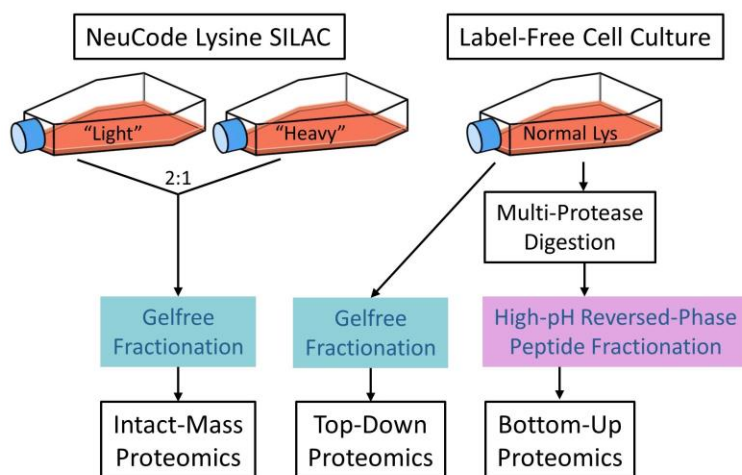 NeuCode Lysine SILAC
Label-Free Cell Culture
“Light”
“Heavy”
Normal Lys
2:1
Multi-Protease
Digestion
Gelfree
Fractionation
Gelfree
Fractionation
High-pH Reversed-Phase
Peptide Fractionation
Intact-Mass
Proteomics
Top-Down
Proteomics
Bottom-Up
Proteomics